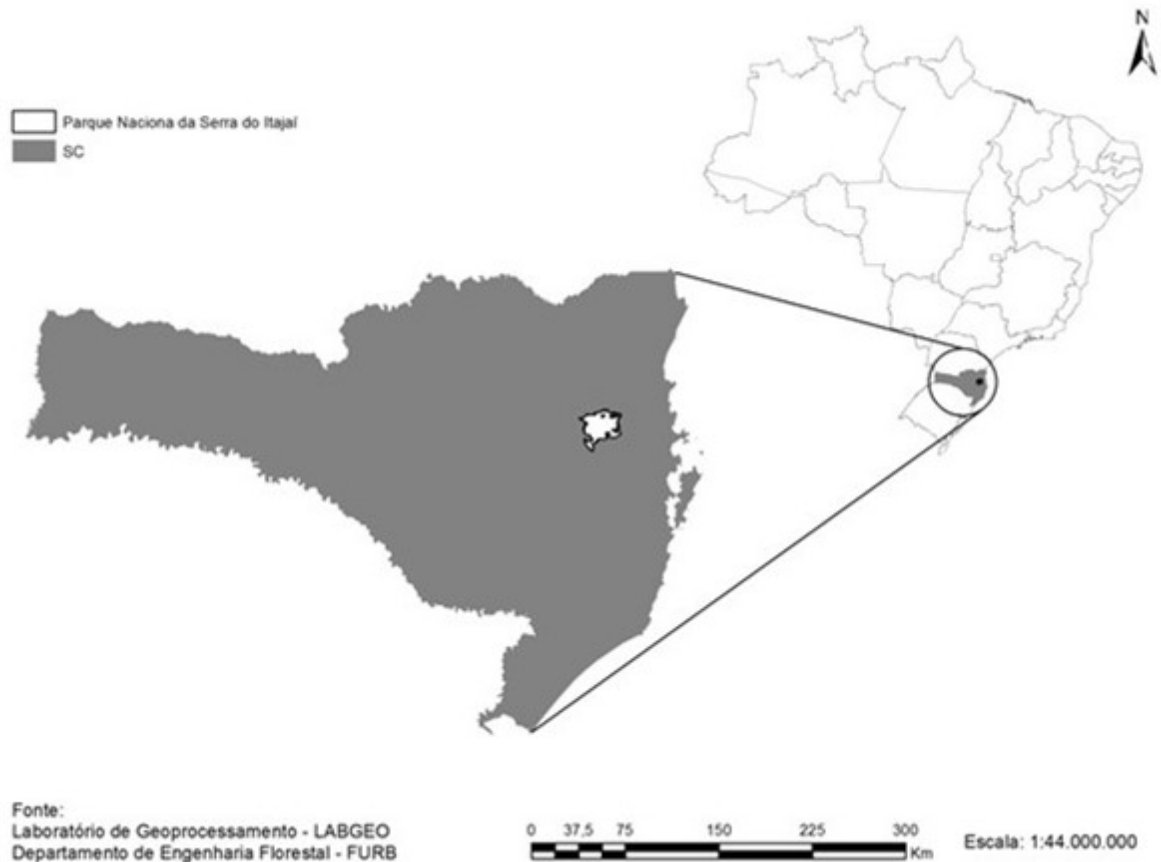 N
Parque Naciona da Serra do Itajaí
SC
Fonte:
Laboratório de Geoprocessamento - LABGEO
Departamento de Engenharia Florestal - FURB
0 37,5 75 150 225 300
Km
Escala: 1:44.000.000